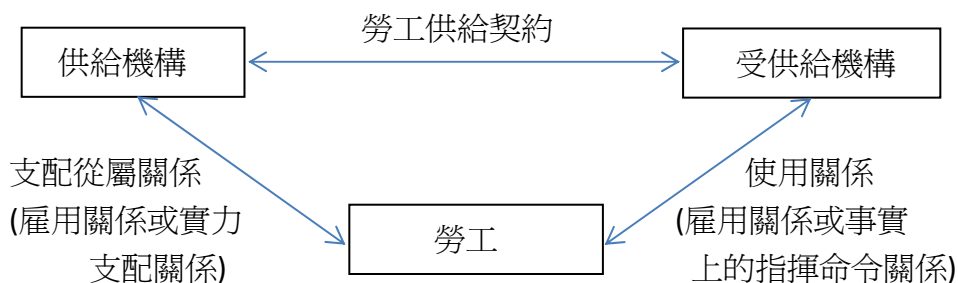 勞工供給契約
供給機構
受供給機構
支配從屬關係
(雇用關係或實力
支配關係)
使用關係
(雇用關係或事實
上的指揮命令關係)
勞工